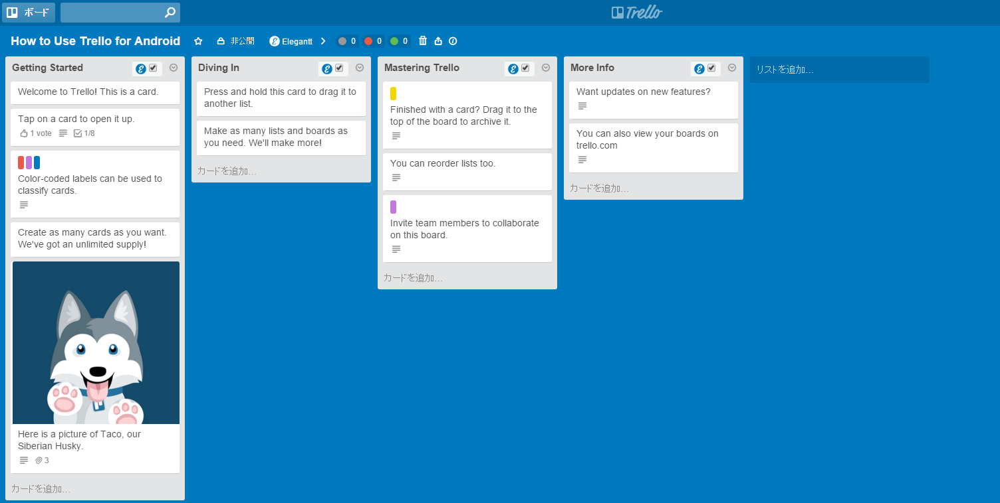 ボード
Trello
How to Use Trello for Android
非公開
Elegantt
0
0
0
Getting Started
Welcome to Trello! This is a card.
Tap on a card to open it up.
1 vote
1/8
Color-coded labels can be used to
classify cards.
Create as many cards as you want.
We've got an unlimited supply!
Here is a picture of Taco, our
Siberian Husky.
3
カードを追加...
Diving In
Press and hold this card to drag it to
another list.
Make as many lists and boards as
you need. We'll make more!
カードを追加...
Mastering Trello
Finished with a card? Drag it to the
top of the board to archive it.
You can reorder lists too.
Invite team members to collaborate
on this board.
カードを追加...
More Info
Want updates on new features?
You can also view your boards on
trello.com
カードを追加...
リストを追加...